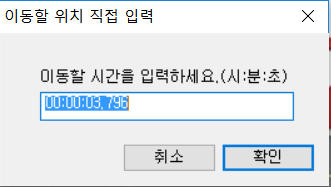 이동할 위치 직접 입력
이동할 시간을 입력하세요.(시:분:초)
00:00:03.796
취소
확인